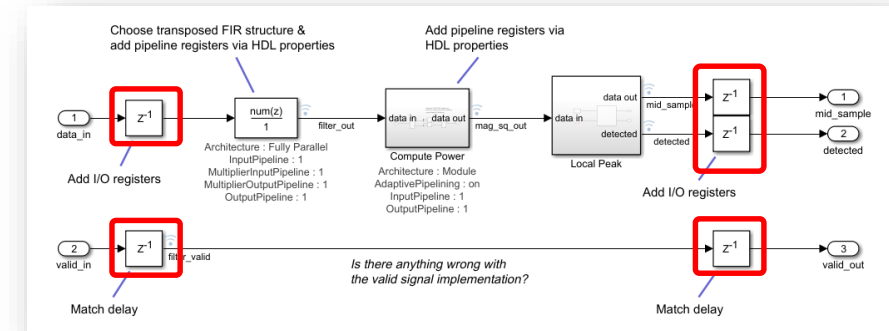 Choose transposed FIR structure &
add pipeline registers via HDL properties
Add pipeline registers via
HDL properties
1
data_in
Z-1
num(z)
1
filter_out
data in
data out
mag_sq_out
data in
data out
detected
mid_sample
detected
Z-1
Z-1
1
mid_sample
2
detected
Compute Power
Local Peak
Architecture : Fully Parallel
InputPipeline : 1
MultiplierInputPipeline : 1
MultiplierOutputPipeline : 1
OutputPipeline : 1
Architecture : Module
AdaptivePipelining : on
InputPipeline : 1
OutputPipeline : 1
Add I/O registers
Add I/O registers
2
valid_in
Z-1
filter_valid
Is there anything wrong with
the valid signal implementation?
Z-1
3
valid_out
Match delay
Match delay